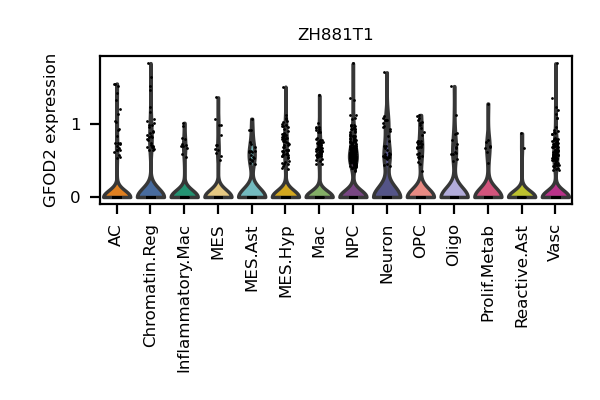 ZH881T1
GFOD2 expression
1
0
AC
Chromatin.Reg
Inflammatory.Mac
MES
MES.Ast
MES.Hyp
Mac
NPC
Neuron
OPC
Oligo
Prolif.Metab
Reactive.Ast
Vasc